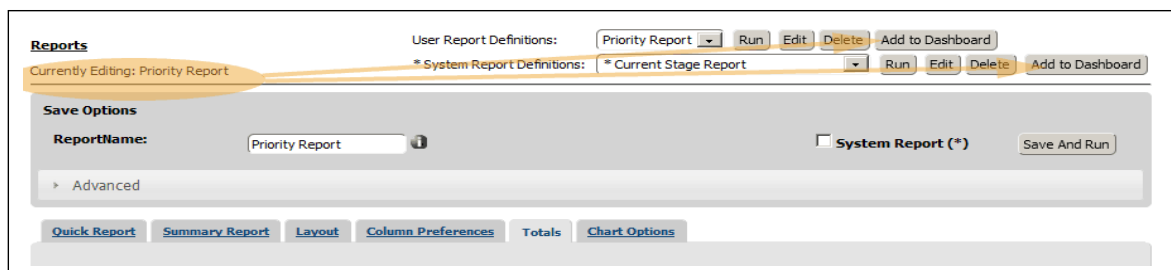 Reports User Report Definitions: Priority Report Run Edit Delete Add to Dashboard
Currently Editing: Priority Report * System Report Definitions: * Current Stage Report Run Edit Delete Add to Dashboard
Save Options
ReportName: Priority Report System Report (*) Save And Run
Advanced
Quick Report Summary Report Layout Column Preferences Totals Chart Options